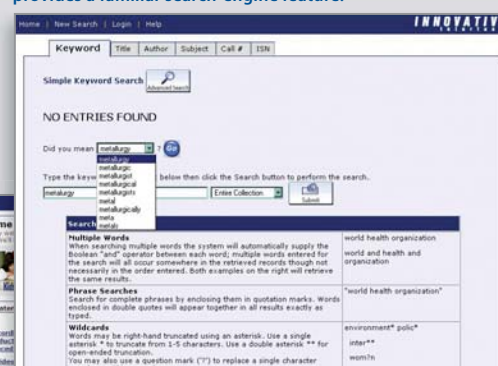 provides a familiar search-engine feature.
Home | New Search | Login | Help
INNOVATIV
interfac
Keyword Title Author Subject Call # ISN
Simple Keyword Search Advanced Search
NO ENTRIES FOUND
Did you mean metallurgy ? Go
metallurgy
metallurgic
metallurgist
metallurgical
metallurgists
metal
metallurgically
meta
metals
Type the keyw below then click the Search button to perform the search.
metalurgy Entire Collection Submit
Search
Multiple Words
When searching multiple words the system will automatically supply the
Boolean "and" operator between each word; multiple words entered for
the search will all occur somewhere in the retrieved records though not
necessarily in the order entered. Both examples on the right will retrieve
the same results.
world health organization
world and health and
organization
Phrase Searches
Search for complete phrases by enclosing them in quotation marks. Words
enclosed in double quotes will appear together in all results exactly as
typed.
"world health organization"
Wildcards
Words may be right-hand truncated using an asterisk. Use a single
asterisk * to truncate from 1-5 characters. Use a double asterisk ** for
open-ended truncation.
You may also use a question mark ('?') to replace a single character
environment* polic*
inter**
wom?n